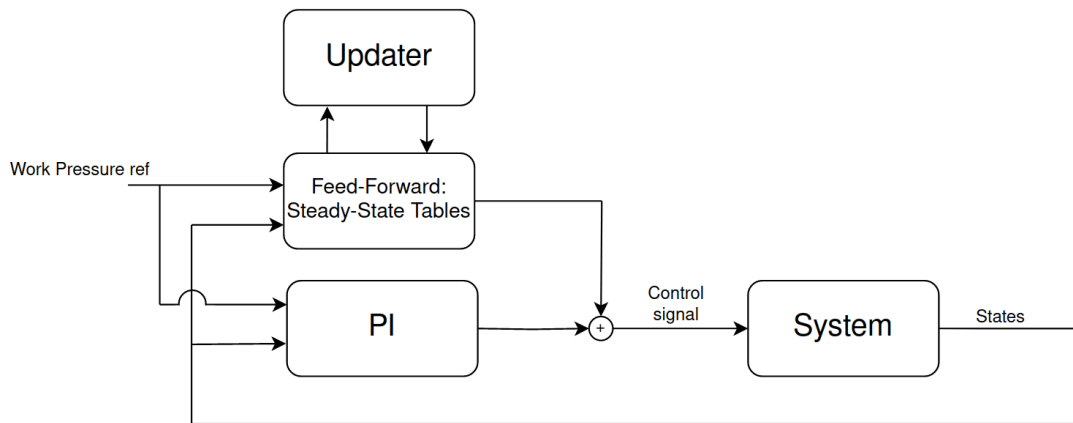 Updater
Work Pressure ref
Feed-Forward:
Steady-State Tables
PI
+
Control
signal
System
States